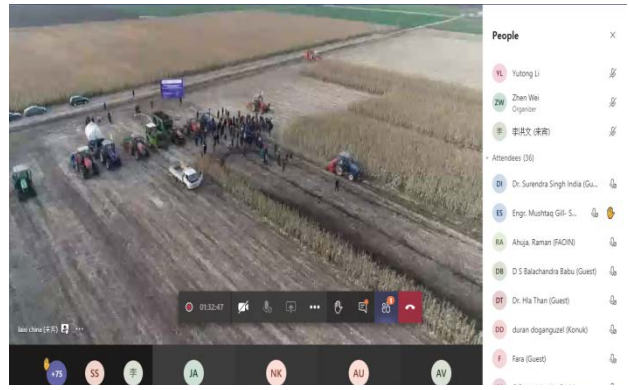 People
YL Yutong Li
ZW Zhen Wei
Organizer
李 李洪文 (来宾)
Attendees (36)
DI Dr. Surendra Singh India (Gu...
ES Engr. Mushtaq Gill- S...
RA Ahuja, Raman (FAOIN)
DB D S Balachandra Babu (Guest)
DT Dr. Hla Than (Guest)
DD duran doganguzel (Konuk)
F Fara (Guest)
01:32:47
+75 SS 李 JA NK AU AV